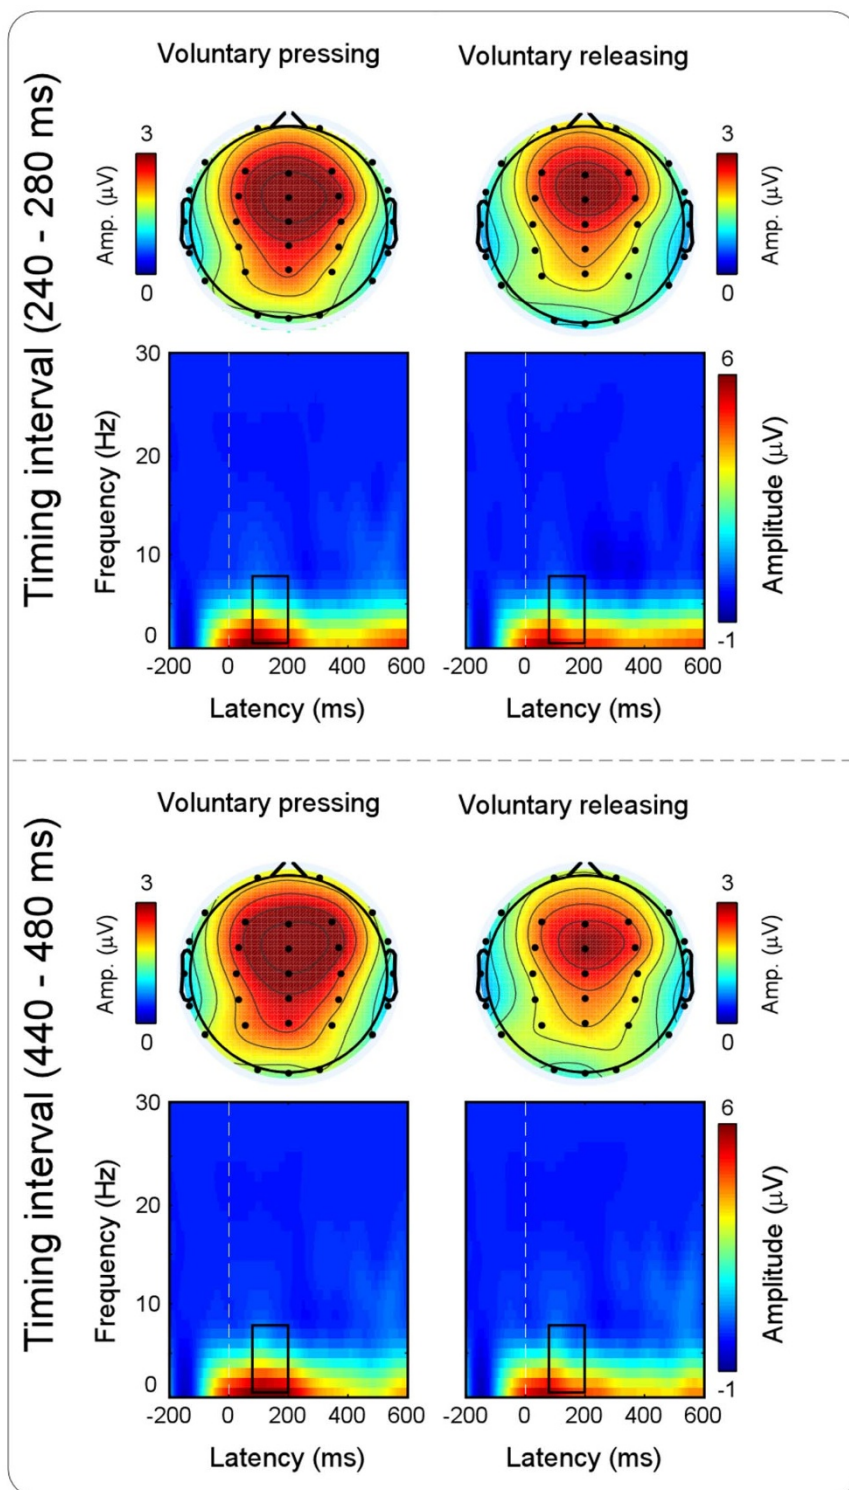 Timing interval (240 - 280 ms)
Voluntary pressing
Voluntary releasing
3
Amp. (μV)
0
3
Amp. (μV)
0
30
20
10
0
Frequency (Hz)
-200 0 200 400 600
Latency (ms)
-200 0 200 400 600
Latency (ms)
6
Amplitude (μV)
-1
Timing interval (440 - 480 ms)
Voluntary pressing
Voluntary releasing
3
Amp. (μV)
0
3
Amp. (μV)
0
30
20
10
0
Frequency (Hz)
-200 0 200 400 600
Latency (ms)
-200 0 200 400 600
Latency (ms)
6
Amplitude (μV)
-1